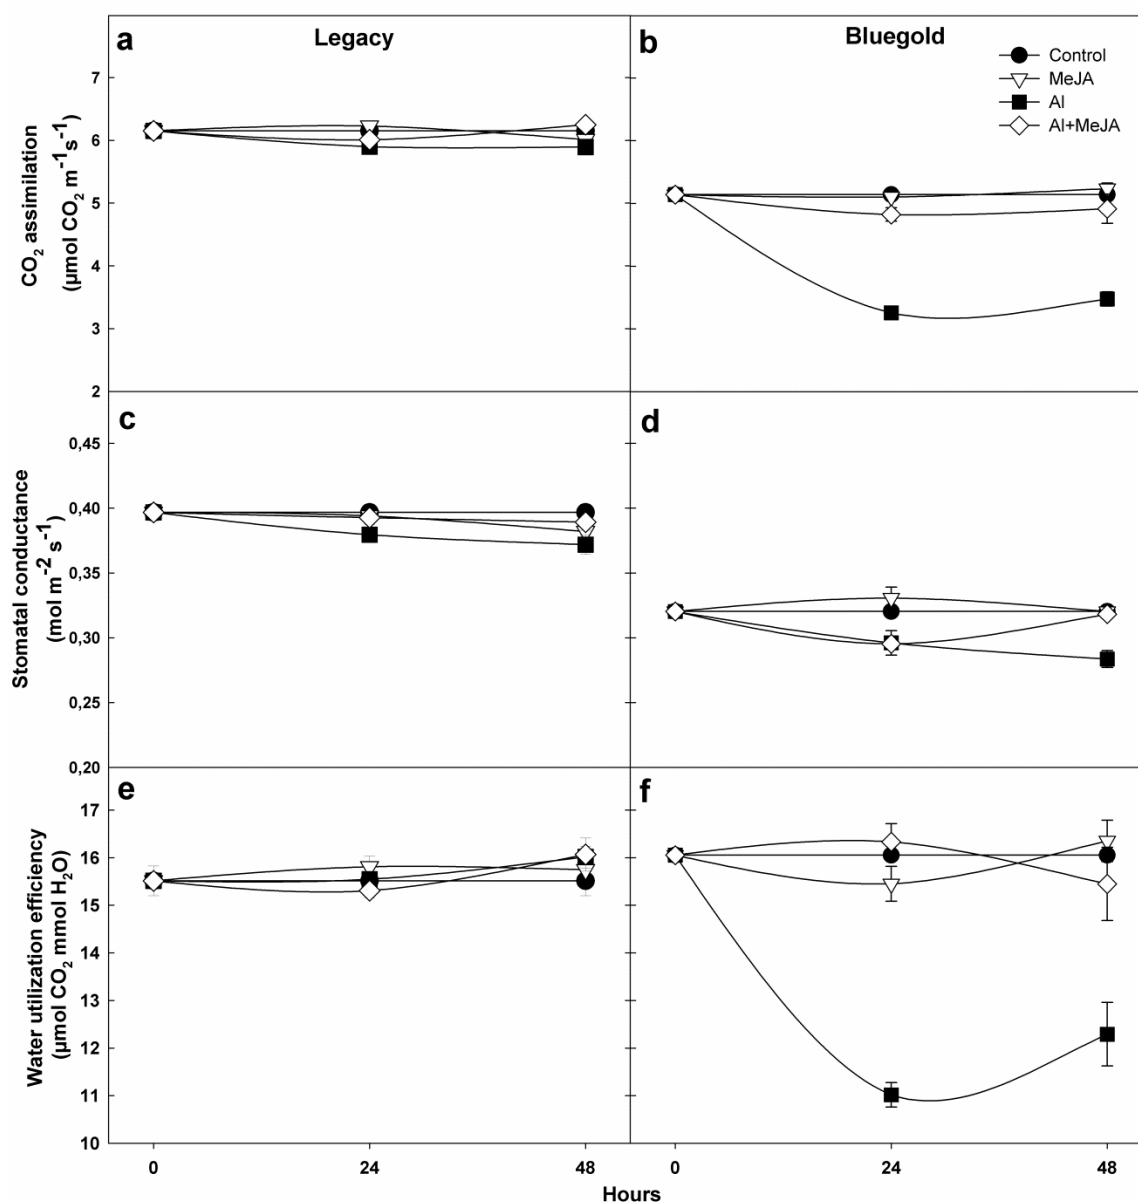 a
Legacy
b
Bluegold
Control
MeJA
Al
Al+MeJA
CO₂ assimilation
(µmol CO₂ m⁻¹s⁻¹)
7
6
5
4
3
2
c
d
Stomatal conductance
(mol m⁻² s⁻¹)
0,45
0,40
0,35
0,30
0,25
0,20
e
f
Water utilization efficiency
(µmol CO₂ mmol H₂O)
17
16
15
14
13
12
11
10
0
24
48
0
24
48
Hours